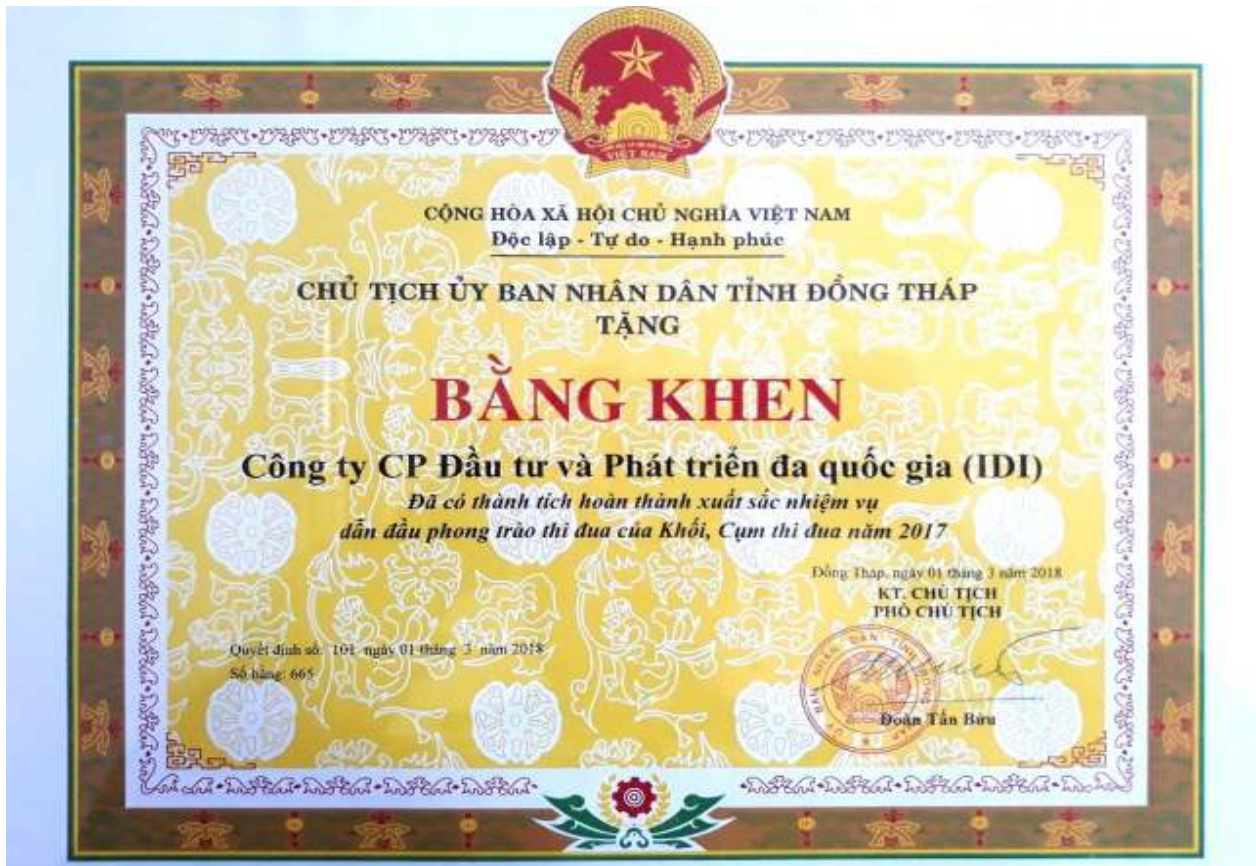 VIỆT NAM
CỘNG HÒA XÃ HỘI CHỦ NGHĨA VIỆT NAM
Độc lập - Tự do - Hạnh phúc
CHỦ TỊCH ỦY BAN NHÂN DÂN TỈNH ĐỒNG THÁP
TẶNG
BẰNG KHEN
Công ty CP Đầu tư và Phát triển đa quốc gia (IDI)
Đã có thành tích hoàn thành xuất sắc nhiệm vụ
dẫn đầu phong trào thi đua của Khối, Cụm thi đua năm 2017
Đồng Tháp, ngày 01 tháng 3 năm 2018
KT. CHỦ TỊCH
PHÓ CHỦ TỊCH
Quyết định số: 101 ngày 01 tháng 3 năm 2018
Số bằng: 665
Đoàn Tấn Bửu